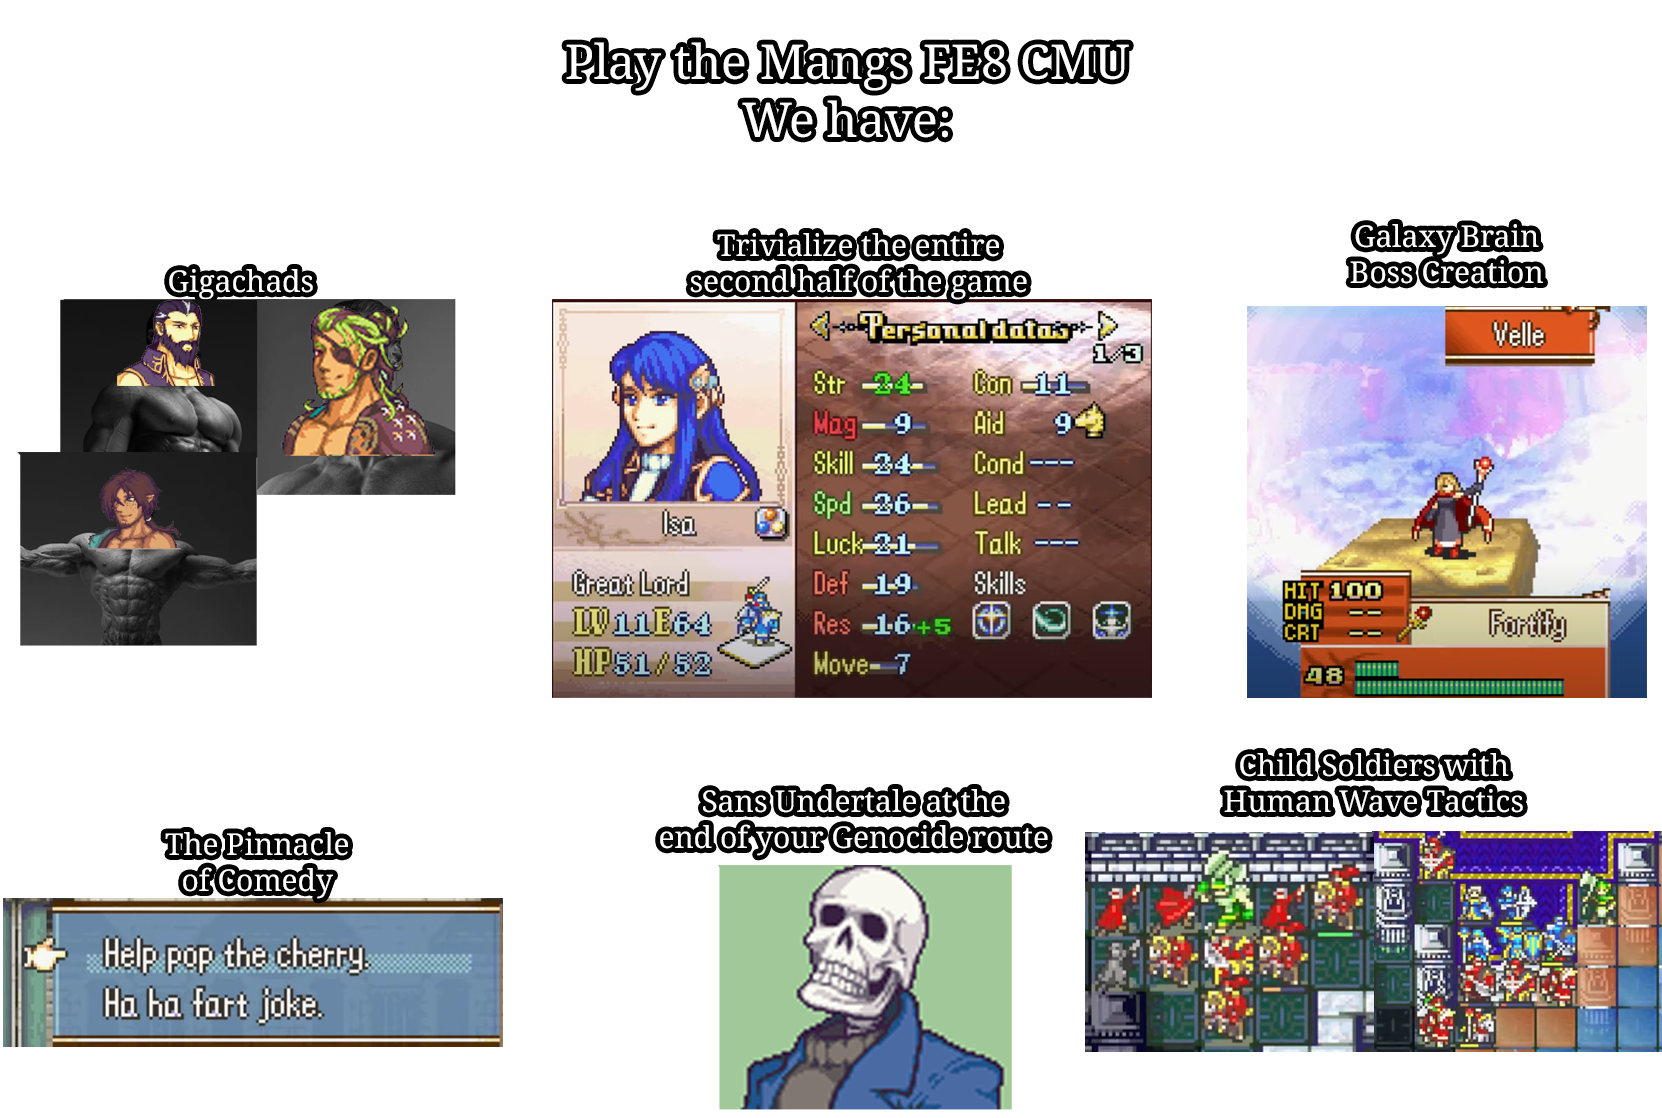 Play the Mangs FE8 CMU
We have:
Gigachads
Trivialize the entire
second half of the game
Personal data
1/3
Str 24
Con 11
Mag 9
Aid 9
Skill 24
Cond ---
Spd 26
Lead --
Luck 21
Talk ---
Def 19
Skills
Res 16 +5
Move 7
Isa
Great Lord
LV 11 E 64
HP 51/52
Galaxy Brain
Boss Creation
Velle
HIT 100
DMG --
CRT --
Fortify
48
The Pinnacle
of Comedy
Help pop the cherry.
Ha ha fart joke.
Sans Undertale at the
end of your Genocide route
Child Soldiers with
Human Wave Tactics